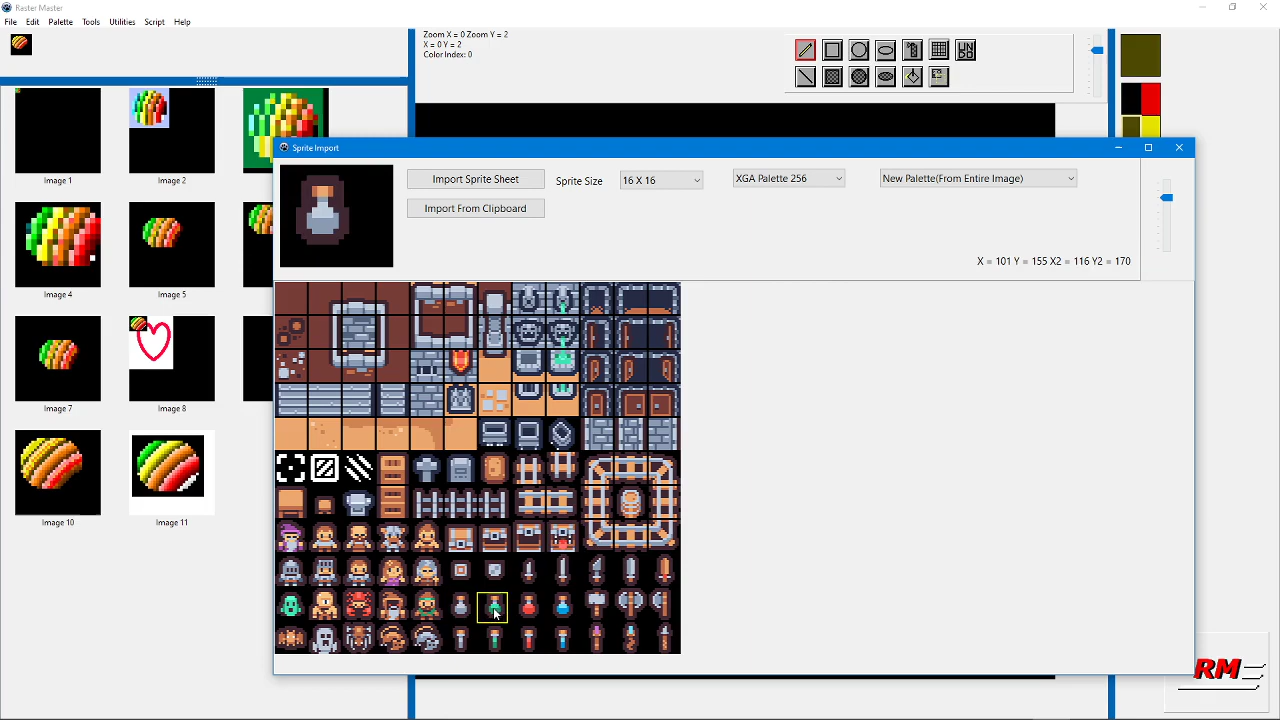 Raster Master
File Edit Palette Tools Utilities Script Help
Zoom X = 0 Zoom Y = 2
X = 0 Y = 2
Color Index: 0
UN
DO
Image 1
Image 2
Image 4
Image 5
Image 7
Image 8
Image 10
Image 11
Sprite Import
Import Sprite Sheet
Sprite Size
16 X 16
XGA Palette 256
New Palette(From Entire Image)
Import From Clipboard
X = 101 Y = 155 X2 = 116 Y2 = 170
RM